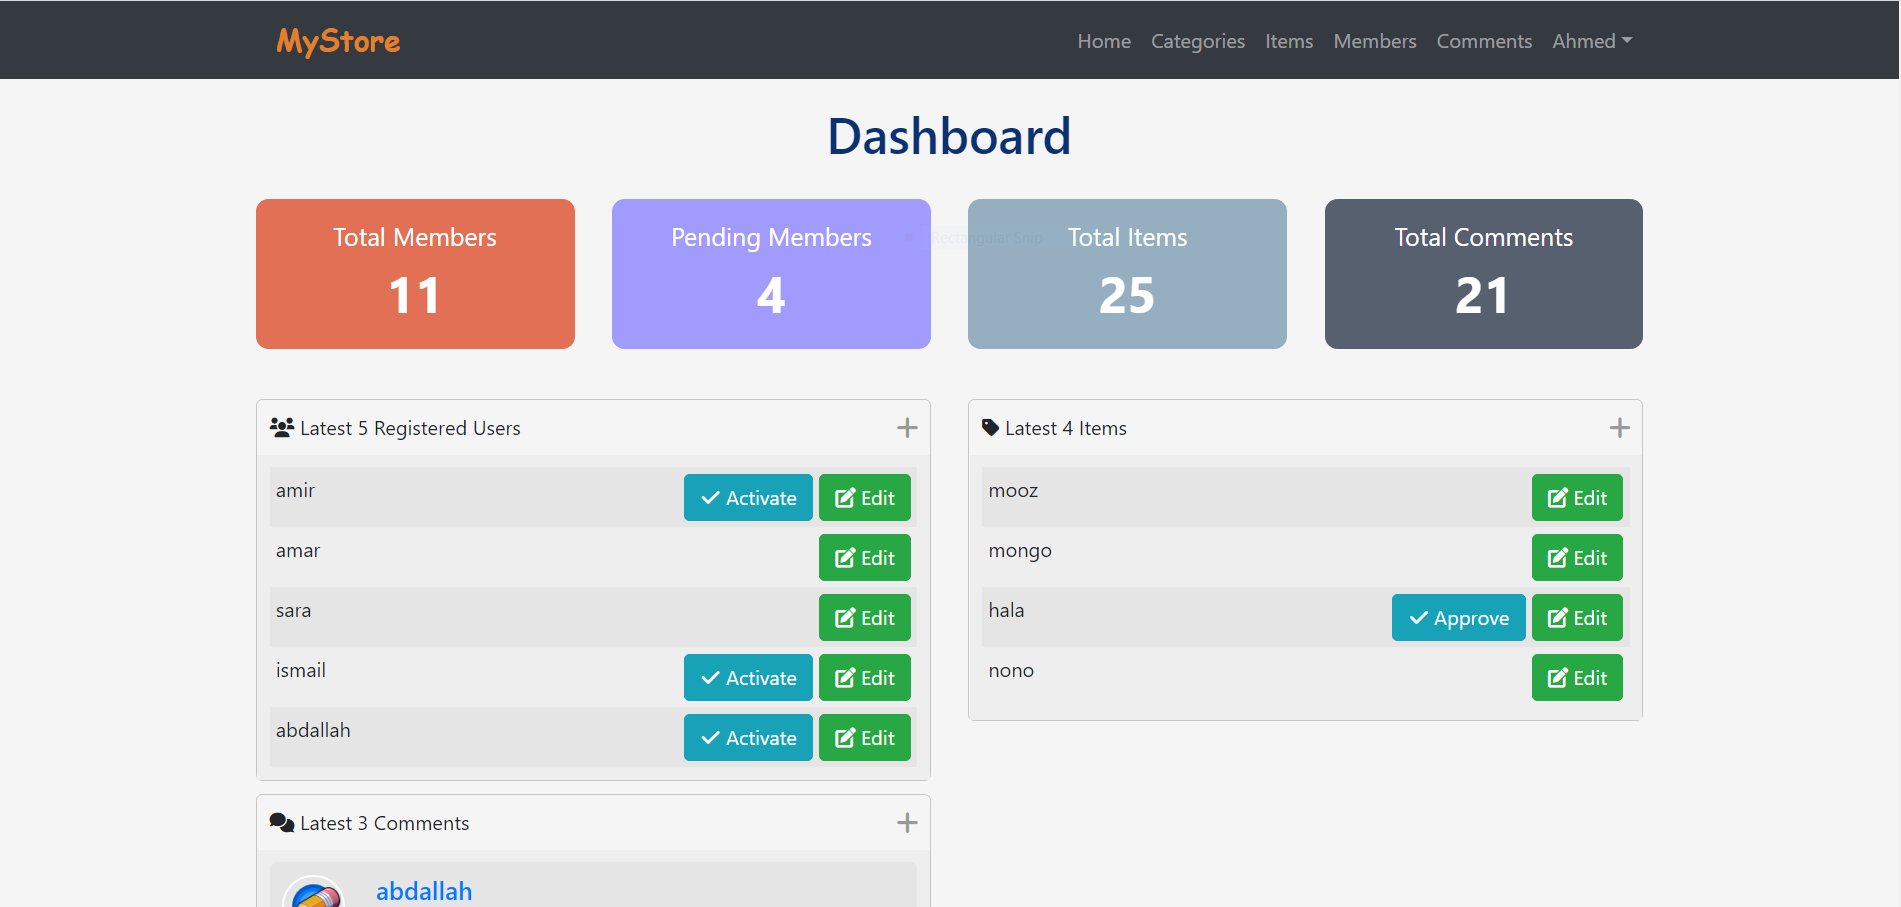 MyStore
Home Categories Items Members Comments Ahmed
Dashboard
Total Members
11
Pending Members
4
Rectangular Snip
Total Items
25
Total Comments
21
Latest 5 Registered Users
amir Activate Edit
amar Edit
sara Edit
ismail Activate Edit
abdallah Activate Edit
Latest 4 Items
mooz Edit
mongo Edit
hala Approve Edit
nono Edit
Latest 3 Comments
abdallah